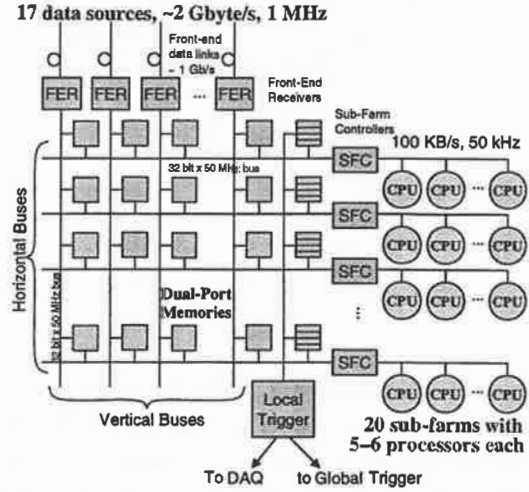 17 data sources, ~2 Gbyte/s, 1 MHz
Front-end
data links
~ 1 Gb/s
FER FER FER ... FER
Front-End
Receivers
Sub-Farm
Controllers
100 KB/s, 50 kHz
SFC
CPU CPU ... CPU
32 bit x 50 MHz bus
SFC
CPU CPU ... CPU
SFC
CPU CPU ... CPU
Horizontal Buses
32 bit x 50 MHz bus
Dual-Port
Memories
SFC
CPU CPU ... CPU
Vertical Buses
Local
Trigger
20 sub-farms with
5–6 processors each
To DAQ
to Global Trigger